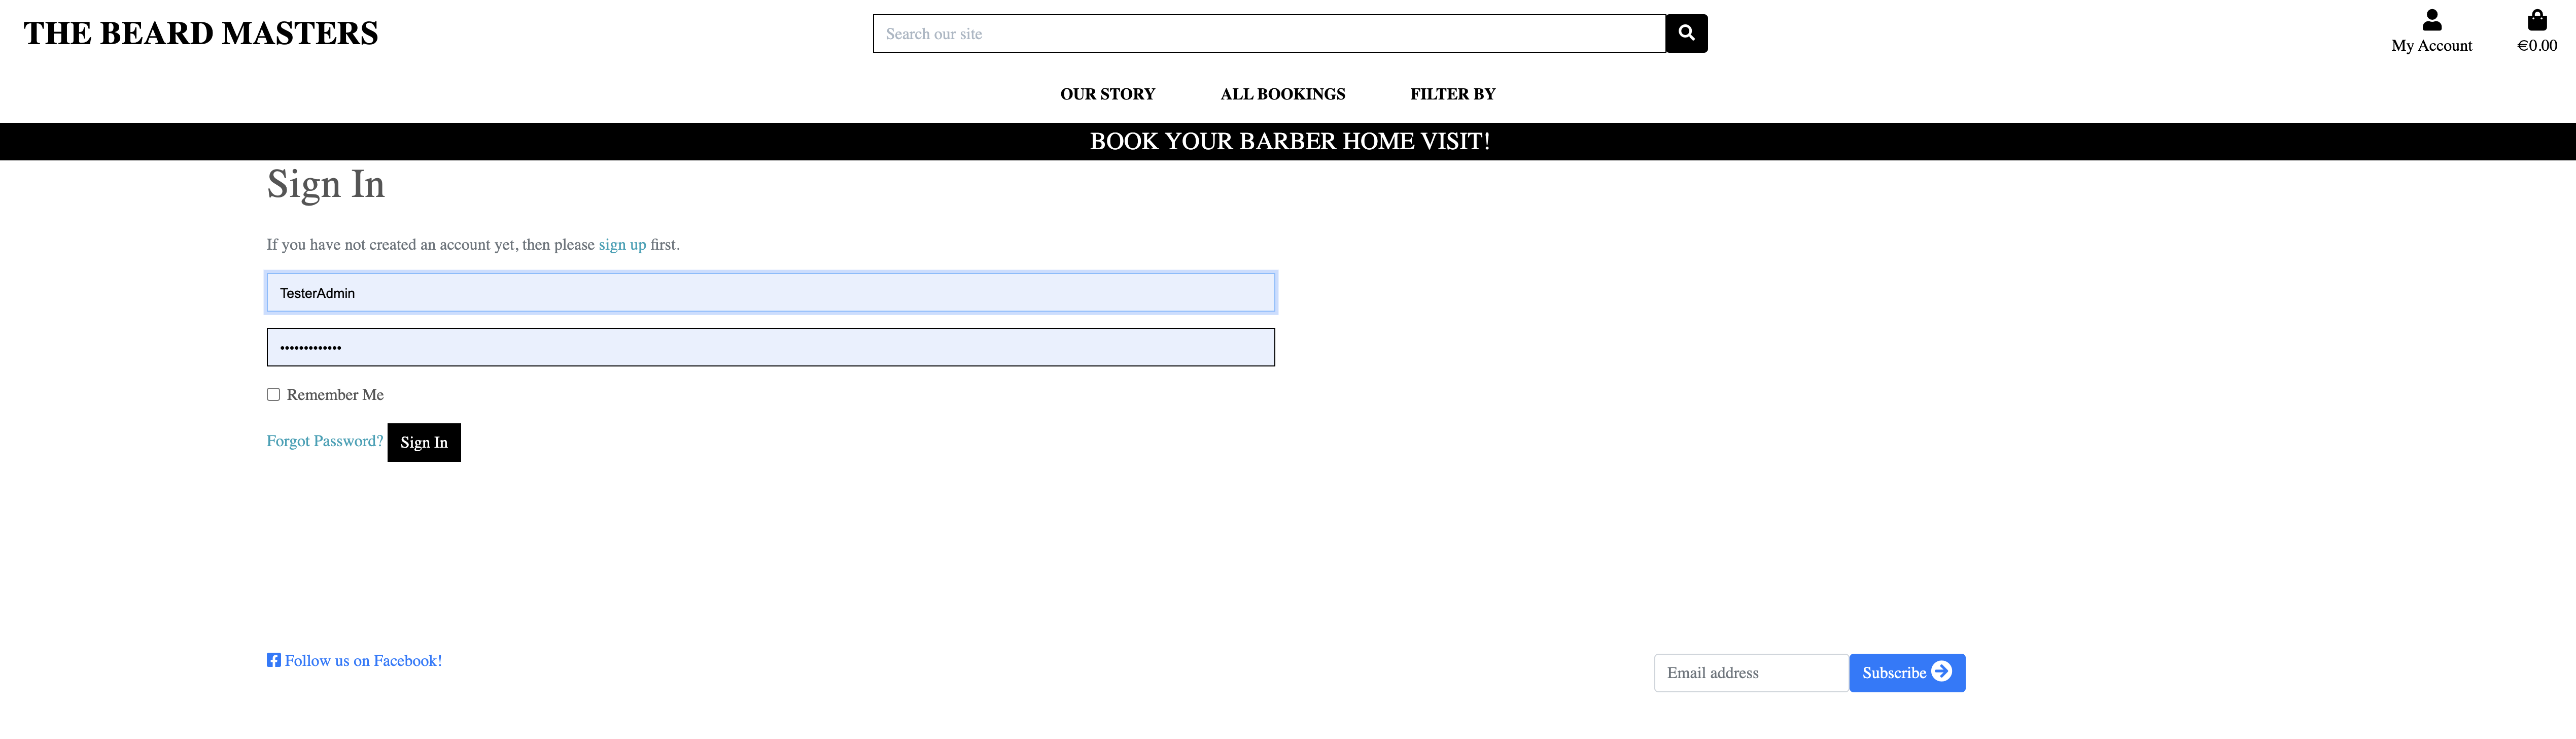 THE BEARD MASTERS
Search our site
My Account
€0.00
OUR STORY
ALL BOOKINGS
FILTER BY
BOOK YOUR BARBER HOME VISIT!
Sign In
If you have not created an account yet, then please sign up first.
TesterAdmin
•••••••••••••
Remember Me
Forgot Password? Sign In
Follow us on Facebook!
Email address
Subscribe